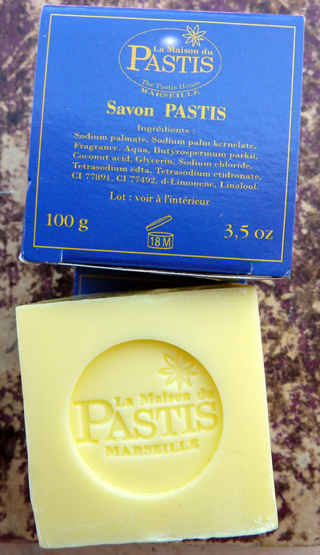 La Maison du
PASTIS
The Pastis House
MARSEILLE
Savon PASTIS
Ingrédients :
Sodium palmate, Sodium palm kernelate,
Fragrance, Aqua, Butyrospermum parkii,
Coconut acid, Glycerin, Sodium chloride,
Tetrasodium edta, Tetrasodium etidronate,
CI 77891, CI 77492, d-Limonene, Linalool.
Lot : voir à l'intérieur
100 g
18 M
3,5 oz
La Maison du
PASTIS
MARSEILLE